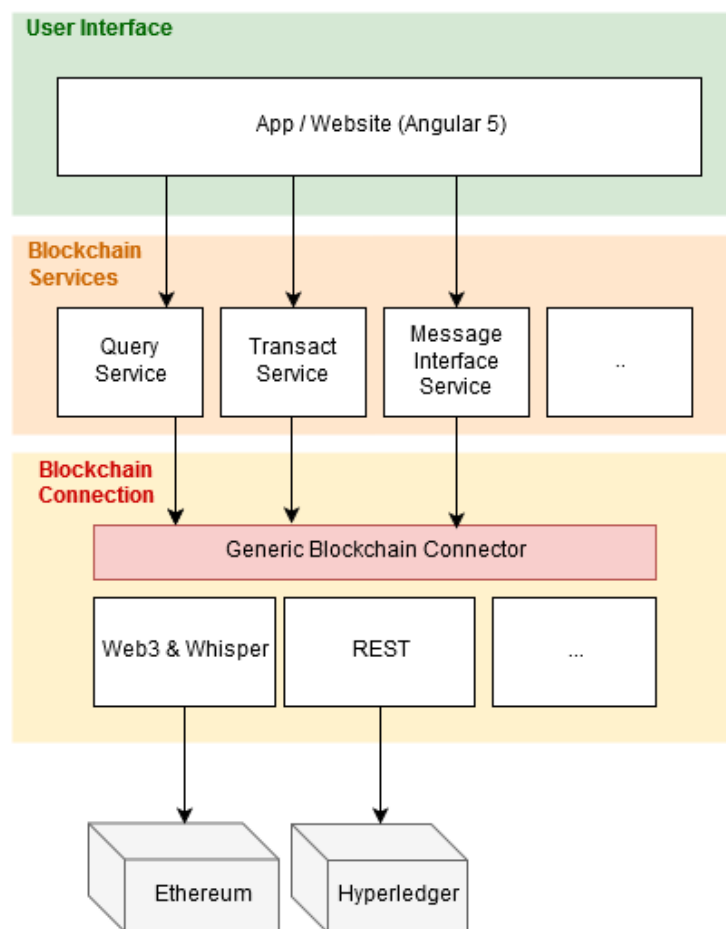 User Interface
App / Website (Angular 5)
Blockchain
Services
Query
Service
Transact
Service
Message
Interface
Service
..
Blockchain
Connection
Generic Blockchain Connector
Web3 & Whisper
REST
...
Ethereum
Hyperledger